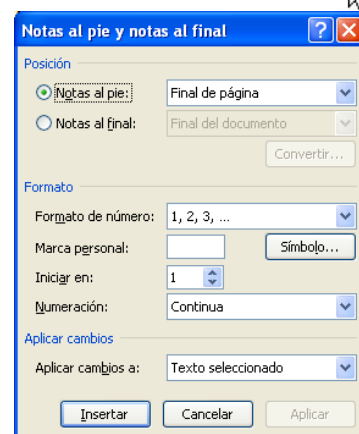 Notas al pie y notas al final
Posición
Notas al pie: Final de página
Notas al final: Final del documento
Convertir...
Formato
Formato de número: 1, 2, 3, ...
Marca personal: Símbolo...
Iniciar en: 1
Numeración: Continua
Aplicar cambios
Aplicar cambios a: Texto seleccionado
Insertar Cancelar Aplicar